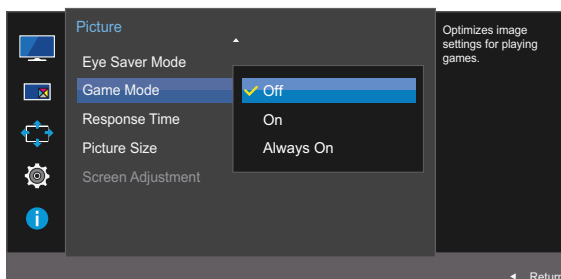 Picture
Eye Saver Mode
Game Mode
Response Time
Picture Size
Screen Adjustment
Off
On
Always On
Optimizes image
settings for playing
games.
Return